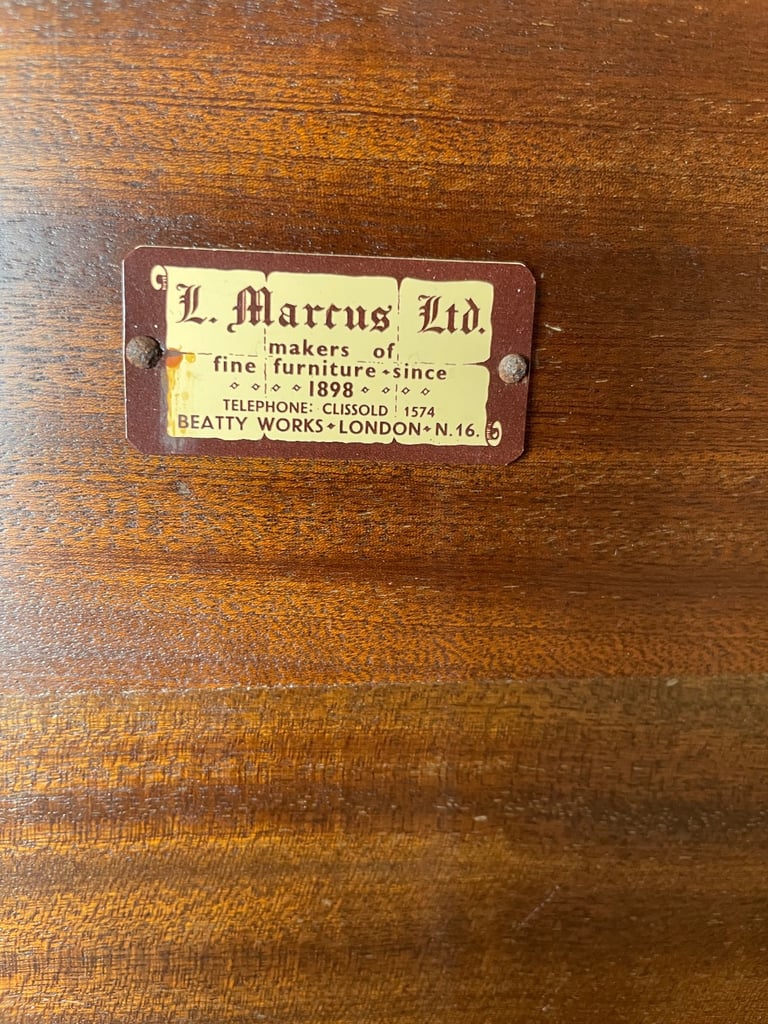 L. Marcus Ltd.
makers of
fine furniture since
1898
TELEPHONE: CLISSOLD 1574
BEATTY WORKS LONDON N.16.